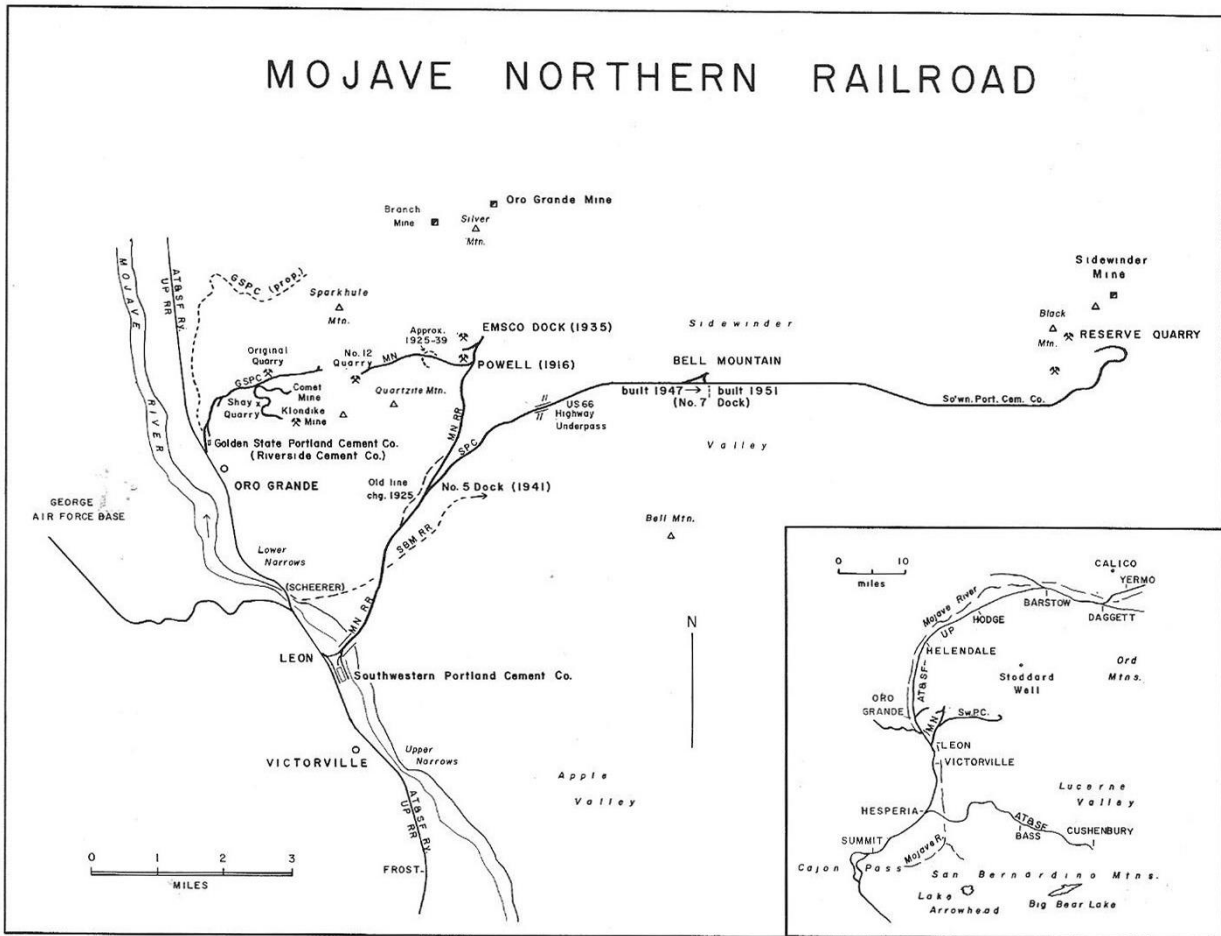 MOJAVE NORTHERN RAILROAD
Oro Grande Mine
Branch
Mine
Silver
Mtn.
MOJAVE RIVER
AT&SF Ry.
UP RR
GSPC (prop.)
Sparkhule
Mtn.
Approx.
1925-39
EMSCO DOCK (1935)
Sidewinder
Mine
Black
Mtn.
RESERVE QUARRY
Sidewinder
Valley
BELL MOUNTAIN
POWELL (1916)
Original
Quarry
No. 12
Quarry
MN
GSPC
Comet
Mine
Shay
Quarry
Klondike
Mine
Quartzite Mtn.
MN RR
built 1947
(No. 7 Dock)
built 1951
US 66
Highway
Underpass
So'wn. Port. Cem. Co.
SPC
Golden State Portland Cement Co.
(Riverside Cement Co.)
ORO GRANDE
Old line
chg. 1925
No. 5 Dock (1941)
GEORGE
AIR FORCE BASE
SBM RR
Bell Mtn.
Lower
Narrows
(SCHEERER)
MN RR
LEON
Southwestern Portland Cement Co.
N
VICTORVILLE
Upper
Narrows
Apple
Valley
AT&SF Ry.
UP RR
FROST
0 1 2 3
MILES
0 10
miles
CALICO
YERMO
BARSTOW
DAGGETT
Mojave River
HODGE
UP
HELENDALE
AT&SF
Stoddard
Well
Ord
Mtns.
ORO
GRANDE
MN
Sw.P.C.
LEON
VICTORVILLE
Lucerne
Valley
HESPERIA
AT&SF
BASS
CUSHENBURY
SUMMIT
Mojave R.
Cajon Pass
San Bernardino Mtns.
Lake
Arrowhead
Big Bear Lake